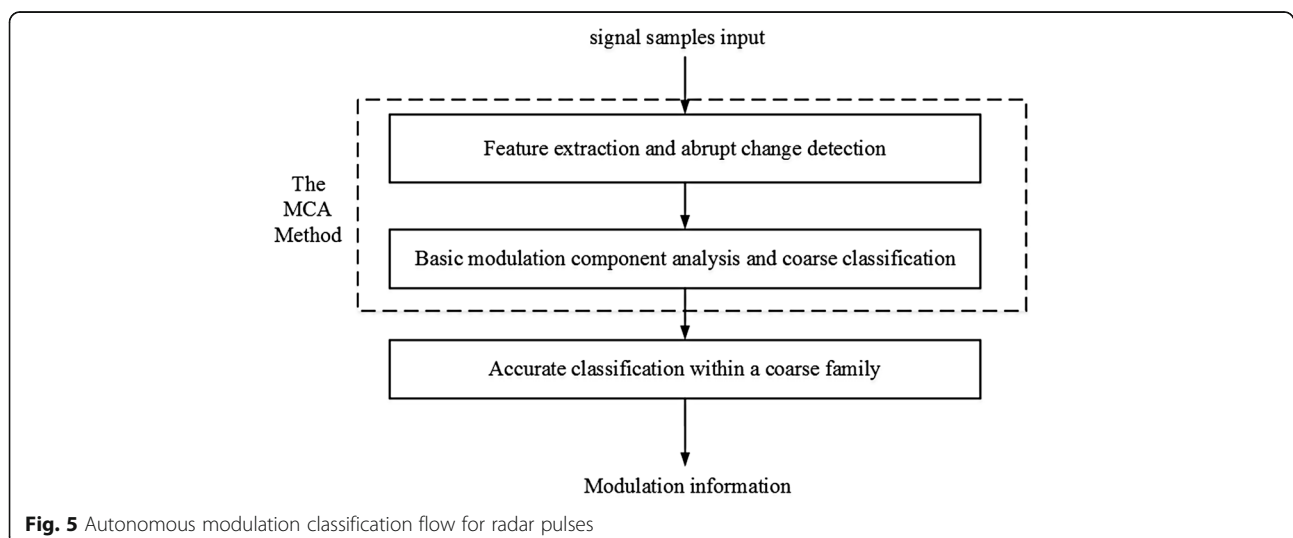 signal samples input
Feature extraction and abrupt change detection
The
MCA
Method
Basic modulation component analysis and coarse classification
Accurate classification within a coarse family
Modulation information
Fig. 5 Autonomous modulation classification flow for radar pulses